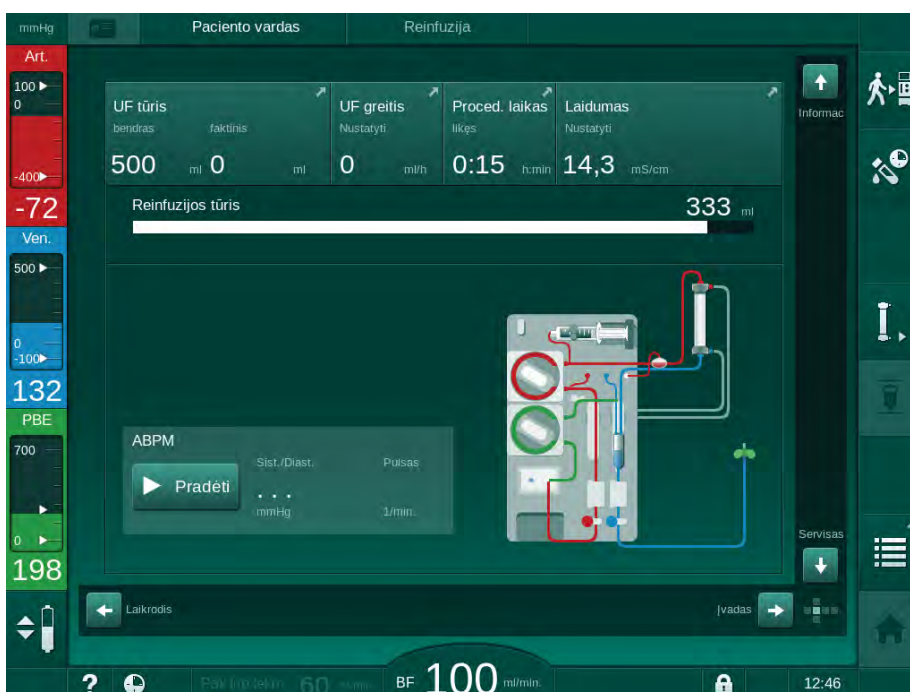 mmHg Paciento vardas Reinfuzija
Art.
100
0
-400
-72
Ven.
500
0
-100
132
PBE
700
0
198
UF tūris UF greitis Proced. laikas Laidumas
bendras faktinis Nustatyti likęs Nustatyti
500 ml 0 ml 0 ml/h 0:15 h:min 14,3 mS/cm
Reinfuzijos tūris 333 ml
Informac
ABPM
Sist./Diast. Pulsas
Pradėti ...
mmHg 1/min.
Servisas
Laikrodis Įvadas
? 60 BF 100 ml/min. 12:46